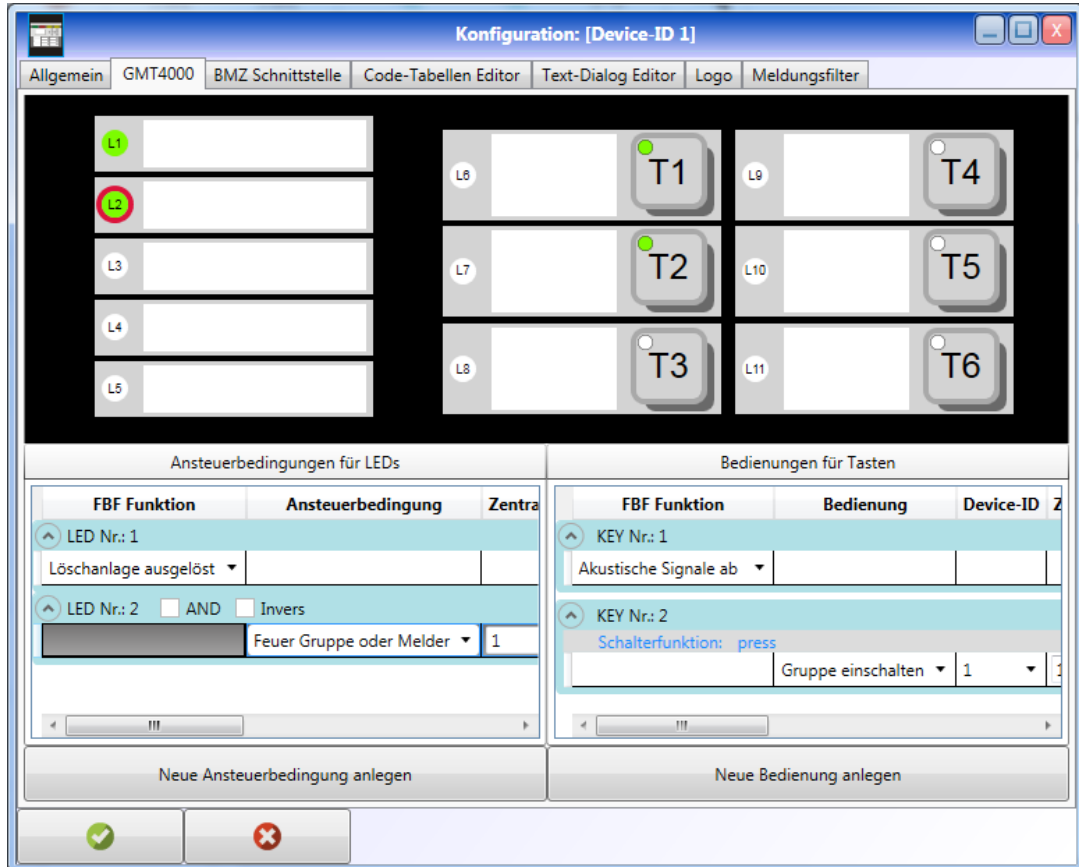 Konfiguration: [Device-ID 1]
Allgemein GMT4000 BMZ Schnittstelle Code-Tabellen Editor Text-Dialog Editor Logo Meldungsfilter
L1
L2
L3
L4
L5
L6 T1
L7 T2
L8 T3
L9 T4
L10 T5
L11 T6
Ansteuerbedingungen für LEDs
FBF Funktion Ansteuerbedingung Zentra
LED Nr.: 1
Löschanlage ausgelöst
LED Nr.: 2 AND Invers
Feuer Gruppe oder Melder 1
Neue Ansteuerbedingung anlegen
Bedienungen für Tasten
FBF Funktion Bedienung Device-ID Z
KEY Nr.: 1
Akustische Signale ab
KEY Nr.: 2
Schalterfunktion: press
Gruppe einschalten 1 1
Neue Bedienung anlegen